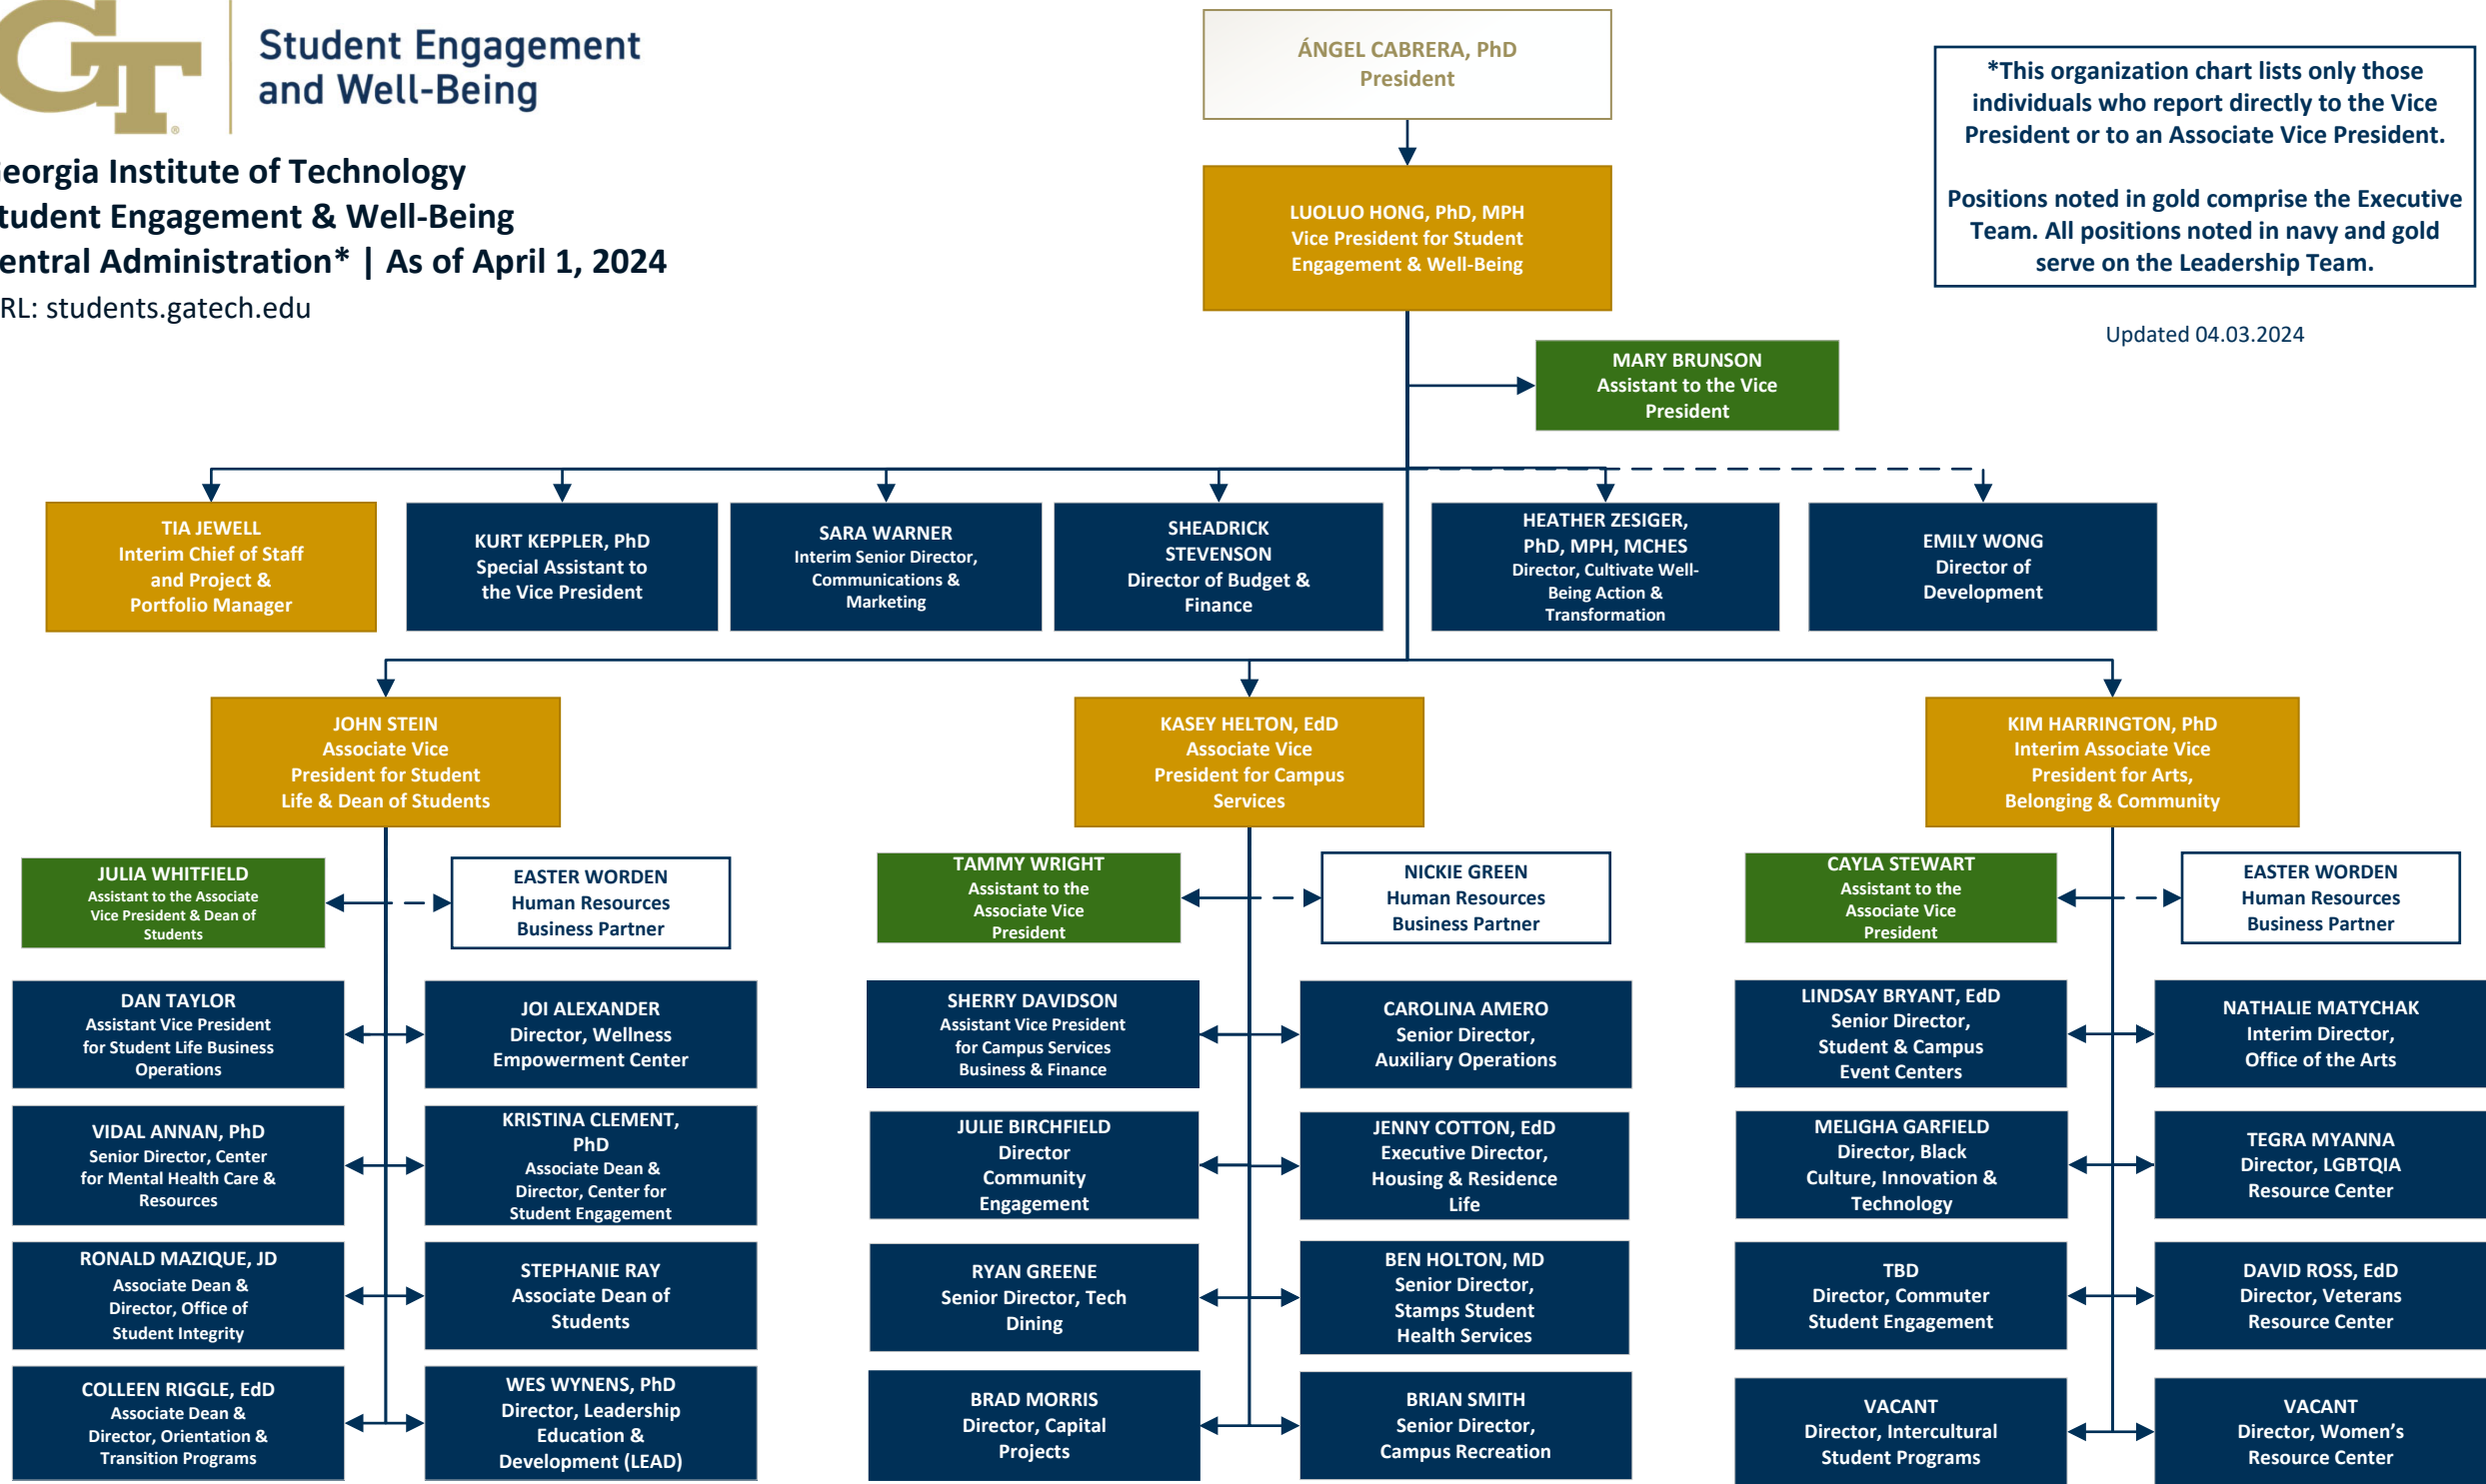 GT
®
Student Engagement
and Well-Being
eorgia Institute of Technology
tudent Engagement & Well-Being
entral Administration* | As of April 1, 2024
RL: students.gatech.edu
ÁNGEL CABRERA, PhD
President
*This organization chart lists only those
individuals who report directly to the Vice
President or to an Associate Vice President.
Positions noted in gold comprise the Executive
Team. All positions noted in navy and gold
serve on the Leadership Team.
Updated 04.03.2024
LUOLUO HONG, PhD, MPH
Vice President for Student
Engagement & Well-Being
MARY BRUNSON
Assistant to the Vice
President
TIA JEWELL
Interim Chief of Staff
and Project &
Portfolio Manager
KURT KEPPLER, PhD
Special Assistant to
the Vice President
SARA WARNER
Interim Senior Director,
Communications &
Marketing
SHEADRICK
STEVENSON
Director of Budget &
Finance
HEATHER ZESIGER,
PhD, MPH, MCHES
Director, Cultivate Well-
Being Action &
Transformation
EMILY WONG
Director of
Development
JOHN STEIN
Associate Vice
President for Student
Life & Dean of Students
KASEY HELTON, EdD
Associate Vice
President for Campus
Services
KIM HARRINGTON, PhD
Interim Associate Vice
President for Arts,
Belonging & Community
JULIA WHITFIELD
Assistant to the Associate
Vice President & Dean of
Students
EASTER WORDEN
Human Resources
Business Partner
TAMMY WRIGHT
Assistant to the
Associate Vice
President
NICKIE GREEN
Human Resources
Business Partner
CAYLA STEWART
Assistant to the
Associate Vice
President
EASTER WORDEN
Human Resources
Business Partner
DAN TAYLOR
Assistant Vice President
for Student Life Business
Operations
JOI ALEXANDER
Director, Wellness
Empowerment Center
SHERRY DAVIDSON
Assistant Vice President
for Campus Services
Business & Finance
CAROLINA AMERO
Senior Director,
Auxiliary Operations
LINDSAY BRYANT, EdD
Senior Director,
Student & Campus
Event Centers
NATHALIE MATYCHAK
Interim Director,
Office of the Arts
VIDAL ANNAN, PhD
Senior Director, Center
for Mental Health Care &
Resources
KRISTINA CLEMENT,
PhD
Associate Dean &
Director, Center for
Student Engagement
JULIE BIRCHFIELD
Director
Community
Engagement
JENNY COTTON, EdD
Executive Director,
Housing & Residence
Life
MELIGHA GARFIELD
Director, Black
Culture, Innovation &
Technology
TEGRA MYANNA
Director, LGBTQIA
Resource Center
RONALD MAZIQUE, JD
Associate Dean &
Director, Office of
Student Integrity
STEPHANIE RAY
Associate Dean of
Students
RYAN GREENE
Senior Director, Tech
Dining
BEN HOLTON, MD
Senior Director,
Stamps Student
Health Services
TBD
Director, Commuter
Student Engagement
DAVID ROSS, EdD
Director, Veterans
Resource Center
COLLEEN RIGGLE, EdD
Associate Dean &
Director, Orientation &
Transition Programs
WES WYNENS, PhD
Director, Leadership
Education &
Development (LEAD)
BRAD MORRIS
Director, Capital
Projects
BRIAN SMITH
Senior Director,
Campus Recreation
VACANT
Director, Intercultural
Student Programs
VACANT
Director, Women’s
Resource Center